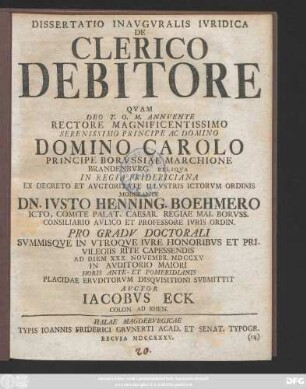 DISSERTATIO INAVGVRALIS IVRIDICA
DE
CLERICO
DEBITORE
QVAM
DEO T. O. M. ANNVENTE
RECTORE MAGNIFICENTISSIMO
SERENISSIMO PRINCIPE AC DOMINO
DOMINO CAROLO
PRINCIPE BORVSSIAE MARCHIONE
BRANDENBVRG. RELIQVA
IN REGIA FRIDERICIANA
EX DECRETO ET AVCTORITATE ILLVSTRIS ICTORVM ORDINIS
MODERANTE
DN. IVSTO HENNING. BOEHMERO
ICTO, COMITE PALAT. CAESAR. REGIAE MAI. BORVSS.
CONSILIARIO AVLICO ET PROFESSORE IVRIS ORDIN.
PRO GRADV DOCTORALI
SVMMISQVE IN VTROQVE IVRE HONORIBVS ET PRI-
VILEGIIS RITE CAPESSENDIS
AD DIEM XXX. NOVEMBR. MDCCXV
IN AVDITORIO MAIORI
HORIS ANTE- ET POMERIDIANIS
PLACIDAE ERVDITORVM DISQVISITIONI SVBMITTIT
AVCTOR
IACOBVS ECK
COLON. AD RHEN.
HALAE MAGDEBVRGICAE
TYPIS IOANNIS FRIDERICI GRVNERTI ACAD. ET SENAT. TYPOGR.
RECVSA MDCCXXXV.
(14)
20.